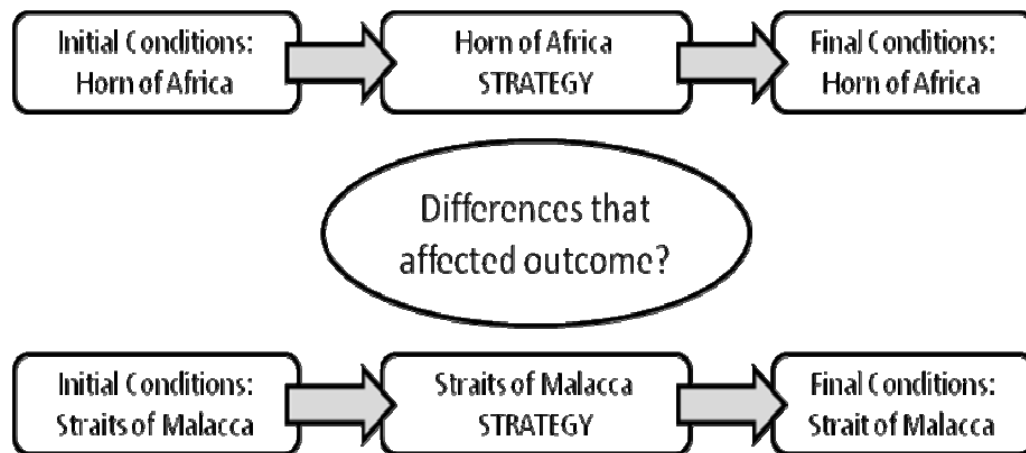 Initial Conditions:
Horn of Africa
Horn of Africa
STRATEGY
Final Conditions:
Horn of Africa
Differences that
affected outcome?
Initial Conditions:
Straits of Malacca
Straits of Malacca
STRATEGY
Final Conditions:
Strait of Malacca